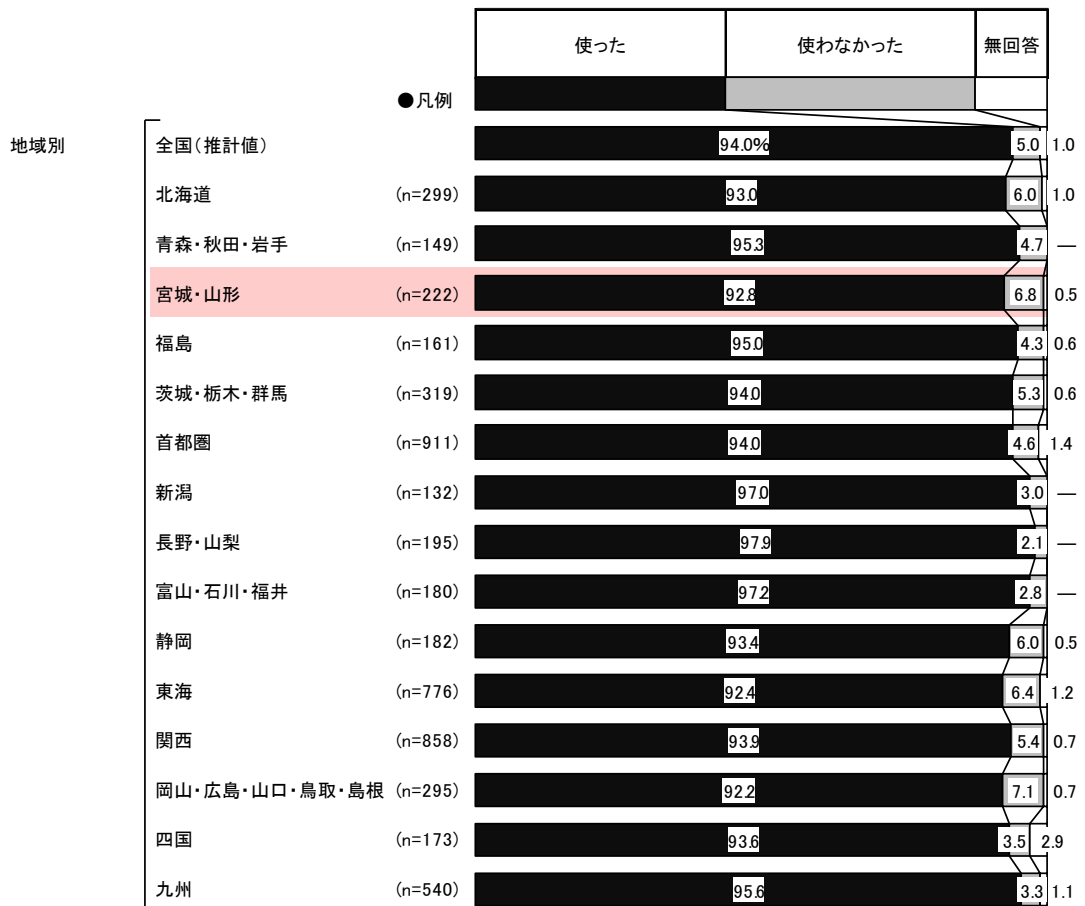 使った 使わなかった 無回答
●凡例
地域別 全国(推計値) 94.0% 5.0 1.0
北海道 (n=299) 93.0 6.0 1.0
青森・秋田・岩手 (n=149) 95.3 4.7 —
宮城・山形 (n=222) 92.8 6.8 0.5
福島 (n=161) 95.0 4.3 0.6
茨城・栃木・群馬 (n=319) 94.0 5.3 0.6
首都圏 (n=911) 94.0 4.6 1.4
新潟 (n=132) 97.0 3.0 —
長野・山梨 (n=195) 97.9 2.1 —
富山・石川・福井 (n=180) 97.2 2.8 —
静岡 (n=182) 93.4 6.0 0.5
東海 (n=776) 92.4 6.4 1.2
関西 (n=858) 93.9 5.4 0.7
岡山・広島・山口・鳥取・島根 (n=295) 92.2 7.1 0.7
四国 (n=173) 93.6 3.5 2.9
九州 (n=540) 95.6 3.3 1.1